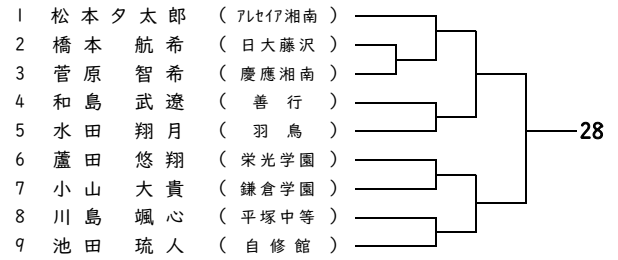 1 松本夕太郎 ( アレセイア湘南 )
2 橋本 航希 ( 日大藤沢 )
3 菅原 智希 ( 慶應湘南 )
4 和島 武遼 ( 善行 )
5 水田 翔月 ( 羽鳥 )
6 蘆田 悠翔 ( 栄光学園 )
7 小山 大貴 ( 鎌倉学園 )
8 川島 颯心 ( 平塚中等 )
9 池田 琉人 ( 自修館 )
28